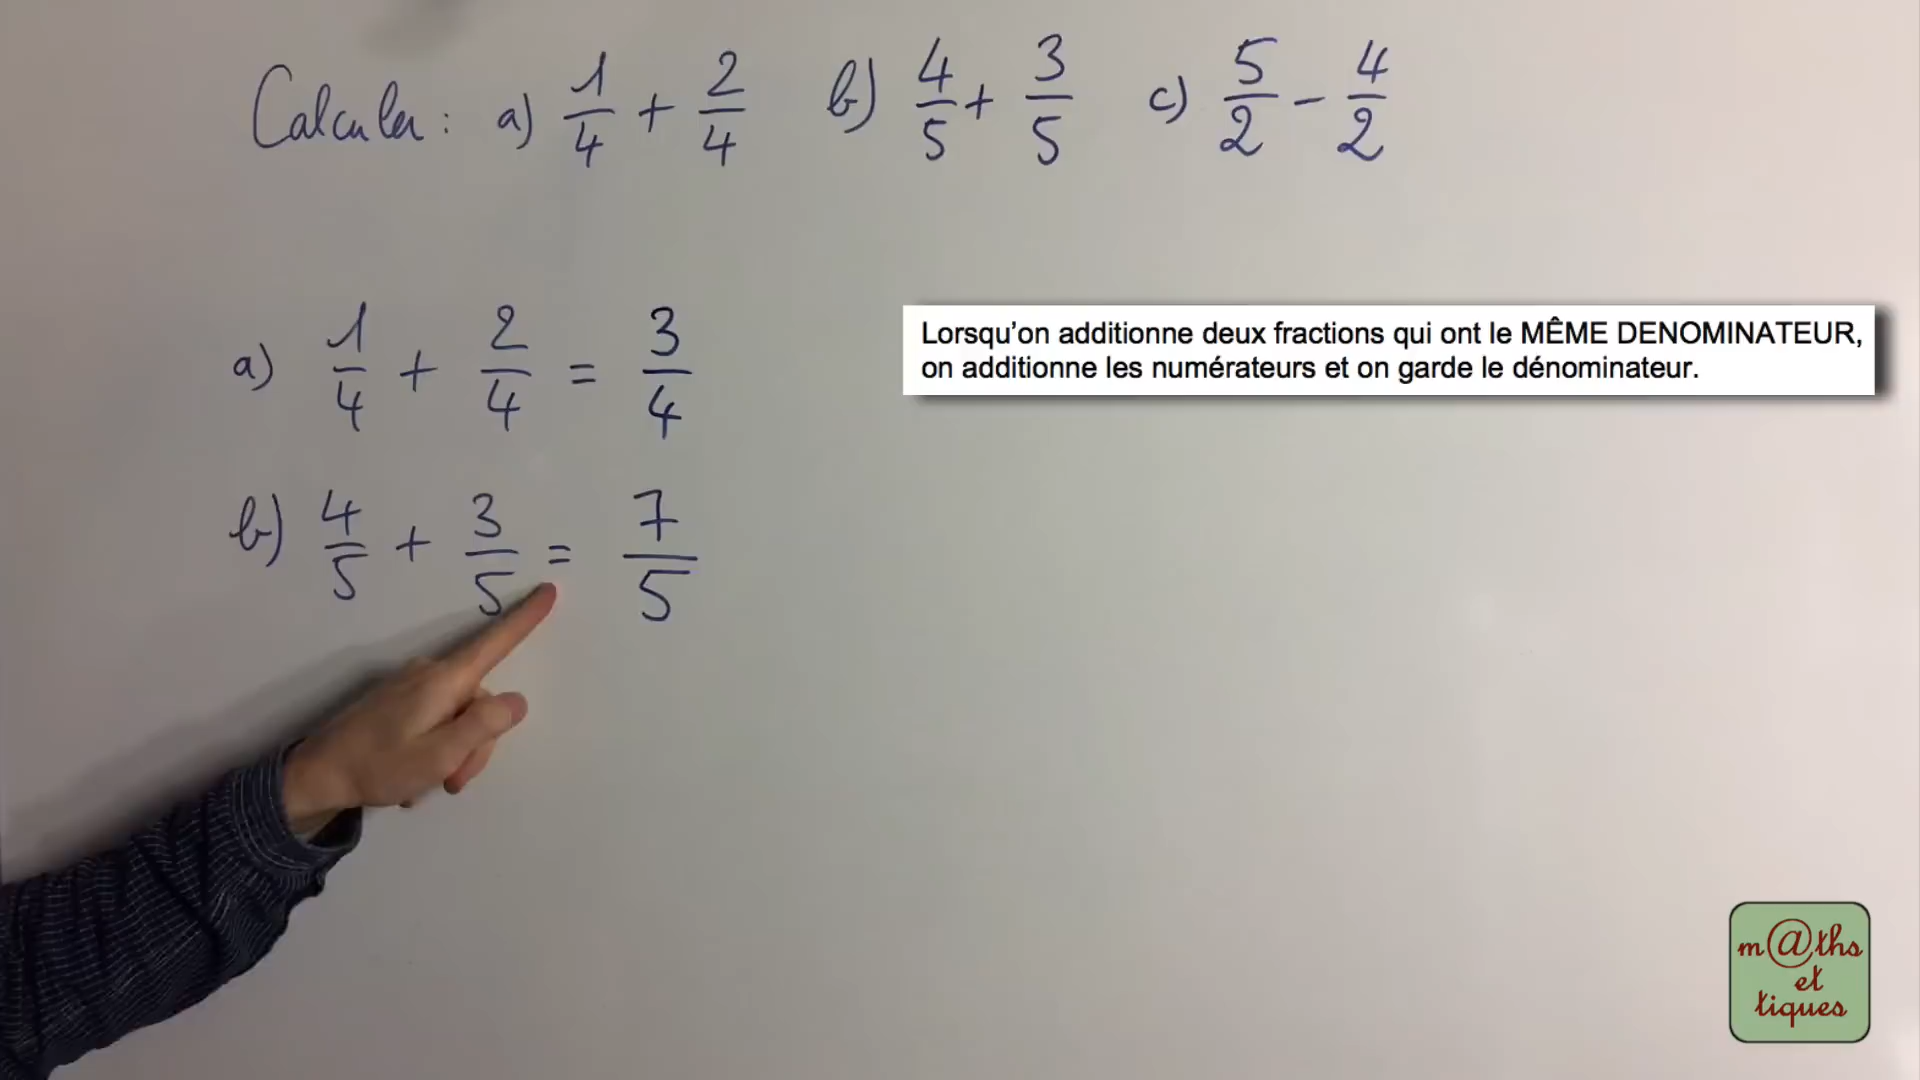 Calculer : a) 1/4 + 2/4 b) 4/5 + 3/5 c) 5/2 - 4/2
Lorsqu'on additionne deux fractions qui ont le MÊME DENOMINATEUR,
on additionne les numérateurs et on garde le dénominateur.
a) 1/4 + 2/4 = 3/4
b) 4/5 + 3/5 = 7/5
m@ths
et
tiques